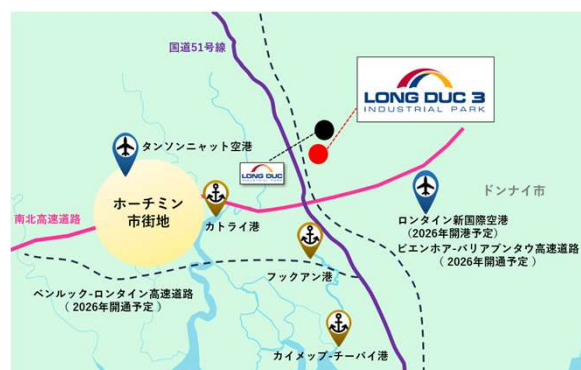 国道51号線
LONG DUC 3
INDUSTRIAL PARK
タンソンニャット空港
LONG DUC
ホーチミン
市街地
ドンナイ市
南北高速道路
カトライ港
ロンタイン新国際空港
（2026年開港予定）
ビエンホア-バリアブンタウ高速道路
（2026年開通予定）
フックアン港
ベンルック-ロンタイン高速道路
（2026年開通予定）
カイメップ-チーバイ港